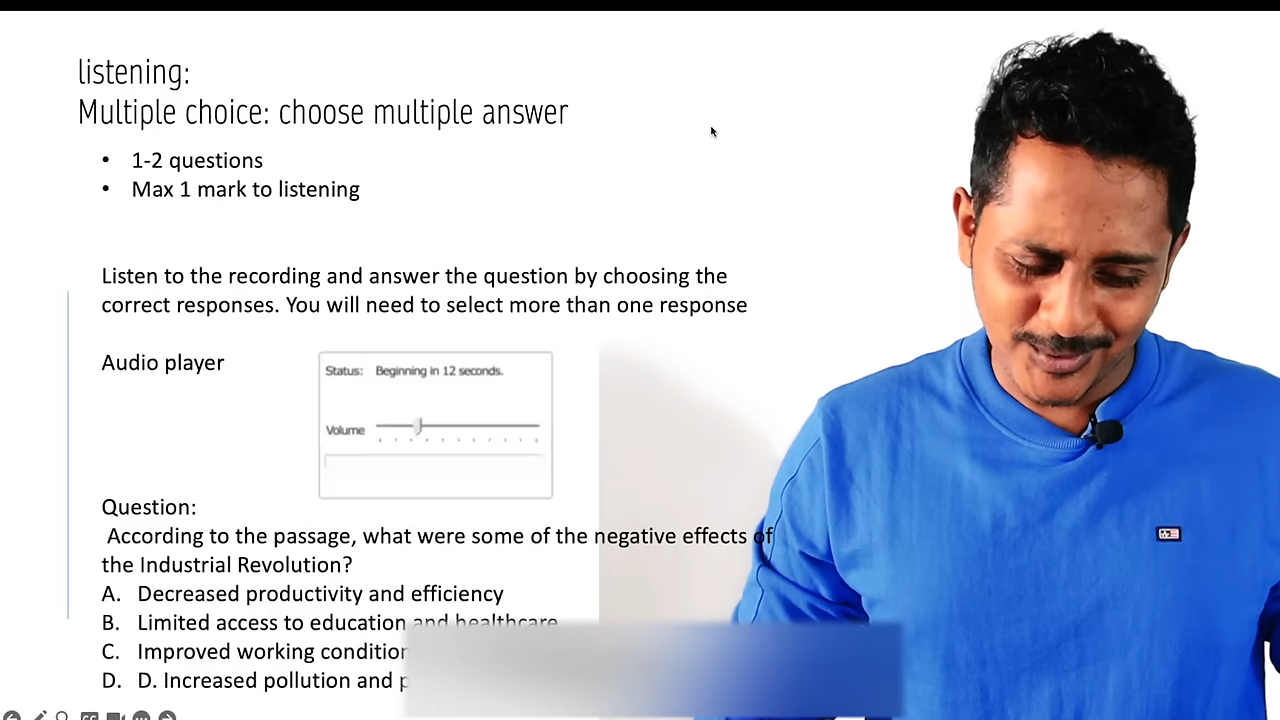 listening:
Multiple choice: choose multiple answer
• 1-2 questions
• Max 1 mark to listening
Listen to the recording and answer the question by choosing the
correct responses. You will need to select more than one response
Audio player
Status: Beginning in 12 seconds.
Volume
Question:
According to the passage, what were some of the negative effects of
the Industrial Revolution?
A. Decreased productivity and efficiency
B. Limited access to education and healthcare
C. Improved working
D. D. Increased pollution and